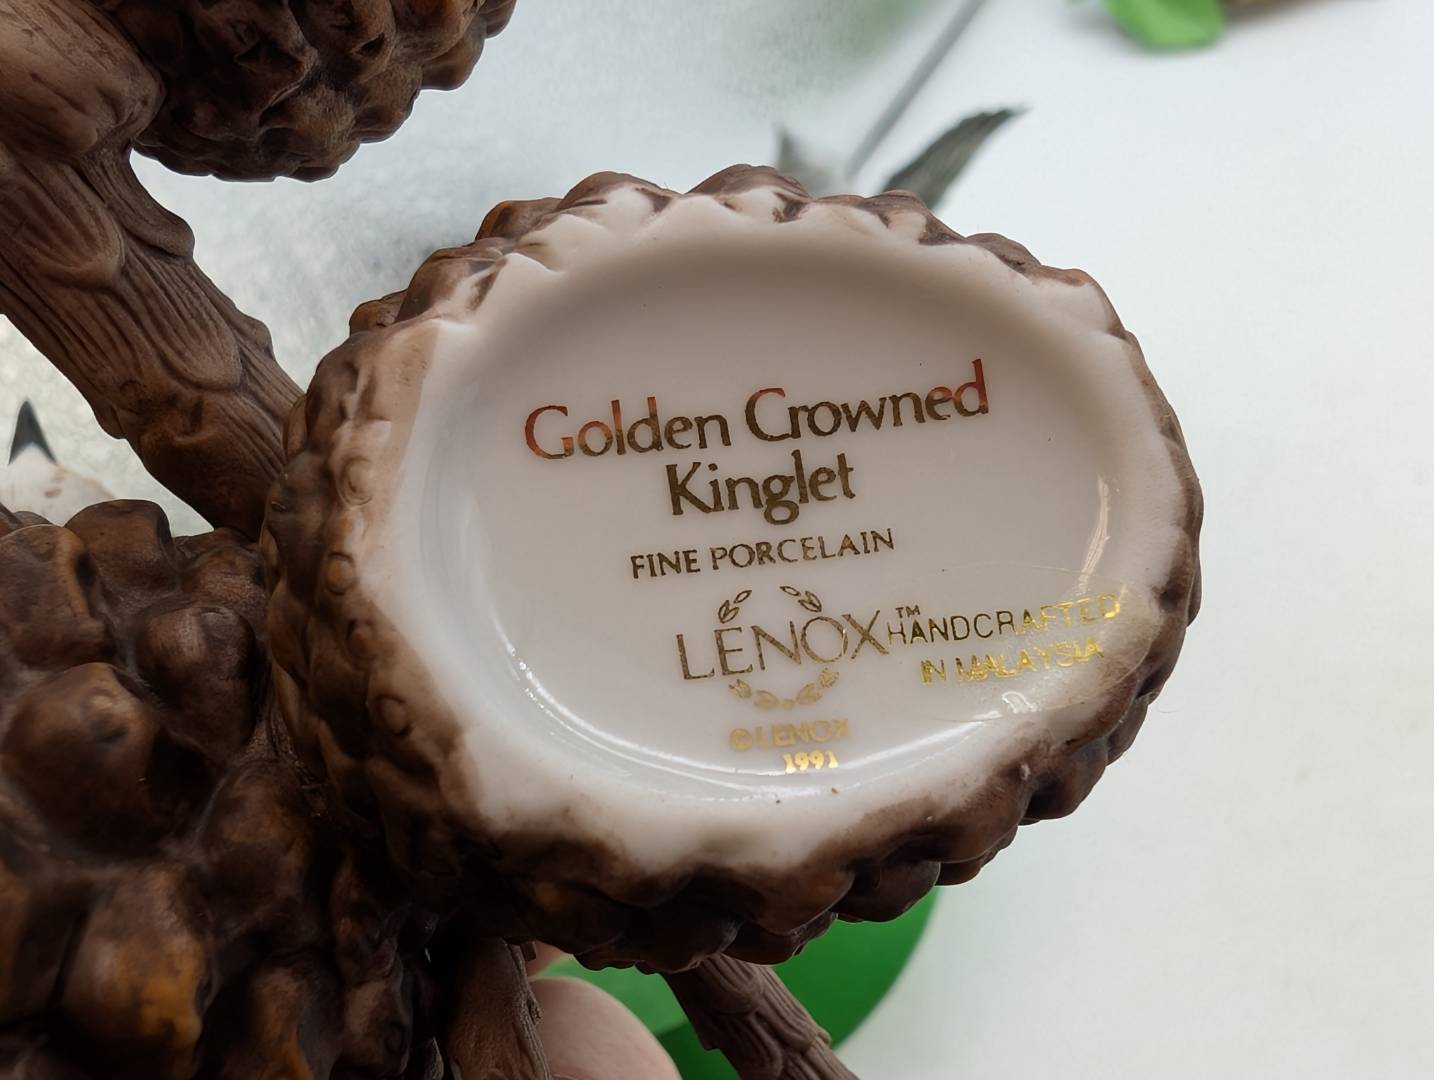 Golden Crowned
Kinglet
FINE PORCELAIN
LENOX™
HANDCRAFTED
IN MALAYSIA
© LENOX
1991